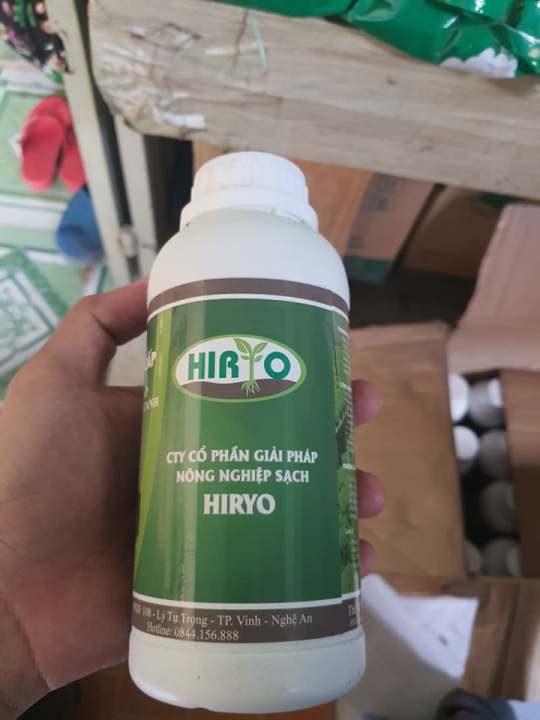 HIRYO
CTY CỔ PHẦN GIẢI PHÁP
NÔNG NGHIỆP SẠCH
HIRYO
108 - Lý Tự Trọng - TP. Vinh - Nghệ An
Hotline: 0844.156.888